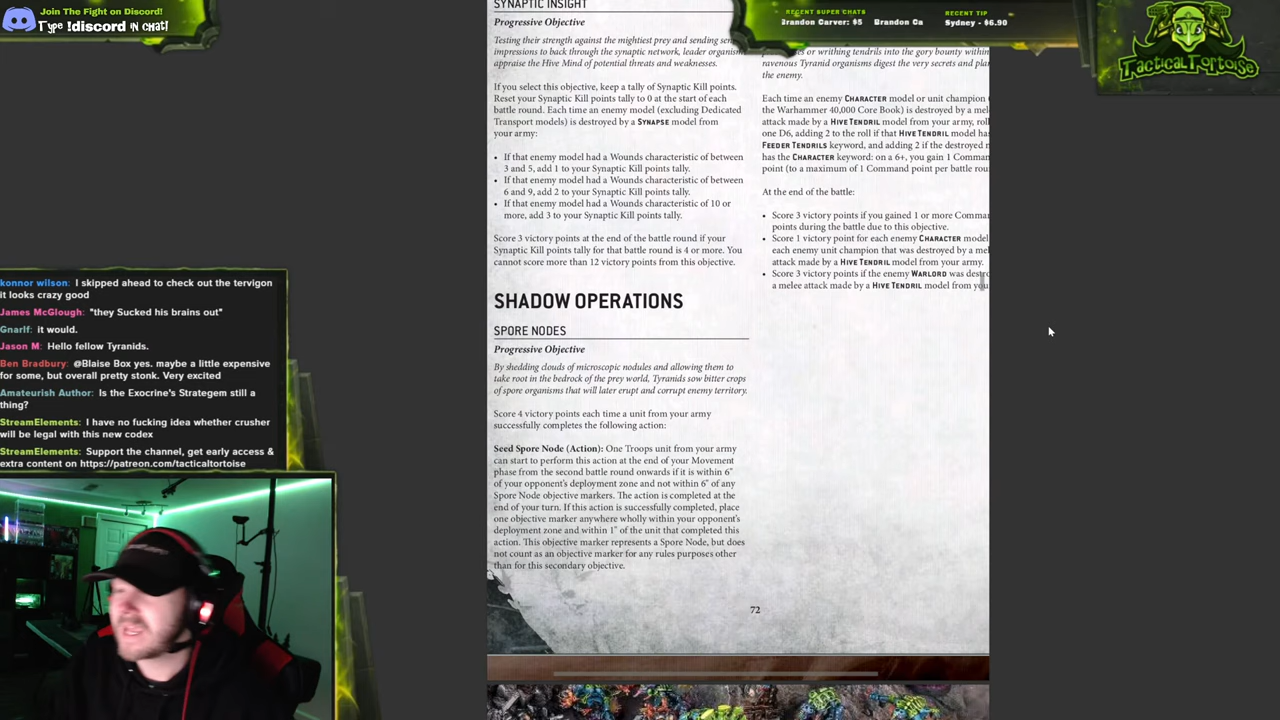 Join The Fight on Discord!
Type !discord in chat!
RECENT SUPER CHATS
Brandon Carver: $5 Brandon Ca
RECENT TIP
Sydney - $6.90
TacticalTortoise
SYNAPTIC INSIGHT
Progressive Objective
Testing their strength against the mightiest prey and sending
impressions to back through the synaptic network, leader organism
appraise the Hive Mind of potential threats and weaknesses.
If you select this objective, keep a tally of Synaptic Kill points.
Reset your Synaptic Kill points tally to 0 at the start of each
battle round. Each time an enemy model (excluding Dedicated
Transport models) is destroyed by a SYNAPSE model from
your army:
• If that enemy model had a Wounds characteristic of between
3 and 5, add 1 to your Synaptic Kill points tally.
• If that enemy model had a Wounds characteristic of between
6 and 9, add 2 to your Synaptic Kill points tally.
• If that enemy model had a Wounds characteristic of 10 or
more, add 3 to your Synaptic Kill points tally.
Score 3 victory points at the end of the battle round if your
Synaptic Kill points tally for that battle round is 4 or more. You
cannot score more than 12 victory points from this objective.
SHADOW OPERATIONS
SPORE NODES
Progressive Objective
By shedding clouds of microscopic nodules and allowing them to
take root in the bedrock of the prey world, Tyranids sow bitter crops
of spore organisms that will later erupt and corrupt enemy territory.
Score 4 victory points each time a unit from your army
successfully completes the following action:
Seed Spore Node (Action): One Troops unit from your army
can start to perform this action at the end of your Movement
phase from the second battle round onwards if it is within 6"
of your opponent's deployment zone and not within 6" of any
Spore Node objective markers. The action is completed at the
end of your turn. If this action is successfully completed, place
one objective marker anywhere wholly within your opponent's
deployment zone and within 1" of the unit that completed this
action. This objective marker represents a Spore Node, but does
not count as an objective marker for any rules purposes other
than for this secondary objective.
or writhing tendrils into the gory bounty within
ravenous Tyranid organisms digest the very secrets and
the enemy.
Each time an enemy CHARACTER model or unit champion
the Warhammer 40,000 Core Book) is destroyed by a
attack made by a HIVE TENDRIL model from your army, roll
one D6, adding 2 to the roll if that HIVE TENDRIL model
FEEDER TENDRILS keyword, and adding 2 if the destroyed
has the CHARACTER keyword: on a 6+, you gain 1
point (to a maximum of 1 Command point per battle
At the end of the battle:
• Score 3 victory points if you gained 1 or more
points during the battle due to this objective.
• Score 1 victory point for each enemy CHARACTER model
each enemy unit champion that was destroyed by a
attack made by a HIVE TENDRIL model from your army.
• Score 3 victory points if the enemy WARLORD was
a melee attack made by a HIVE TENDRIL model from
72
konnor wilson: I skipped ahead to check out the tervigon
it looks crazy good
James McGlough: "they Sucked his brains out"
Gnarlf: it would.
Jason M: Hello fellow Tyranids.
Ben Bradbury: @Blaise Box yes. maybe a little expensive
for some, but overall pretty stonk. Very excited
Amateurish Author: Is the Exocrine's Strategem still a
thing?
StreamElements: I have no fucking idea whether crusher
will be legal with this new codex
StreamElements: Support the channel, get early access &
extra content on https://patreon.com/tacticaltortoise